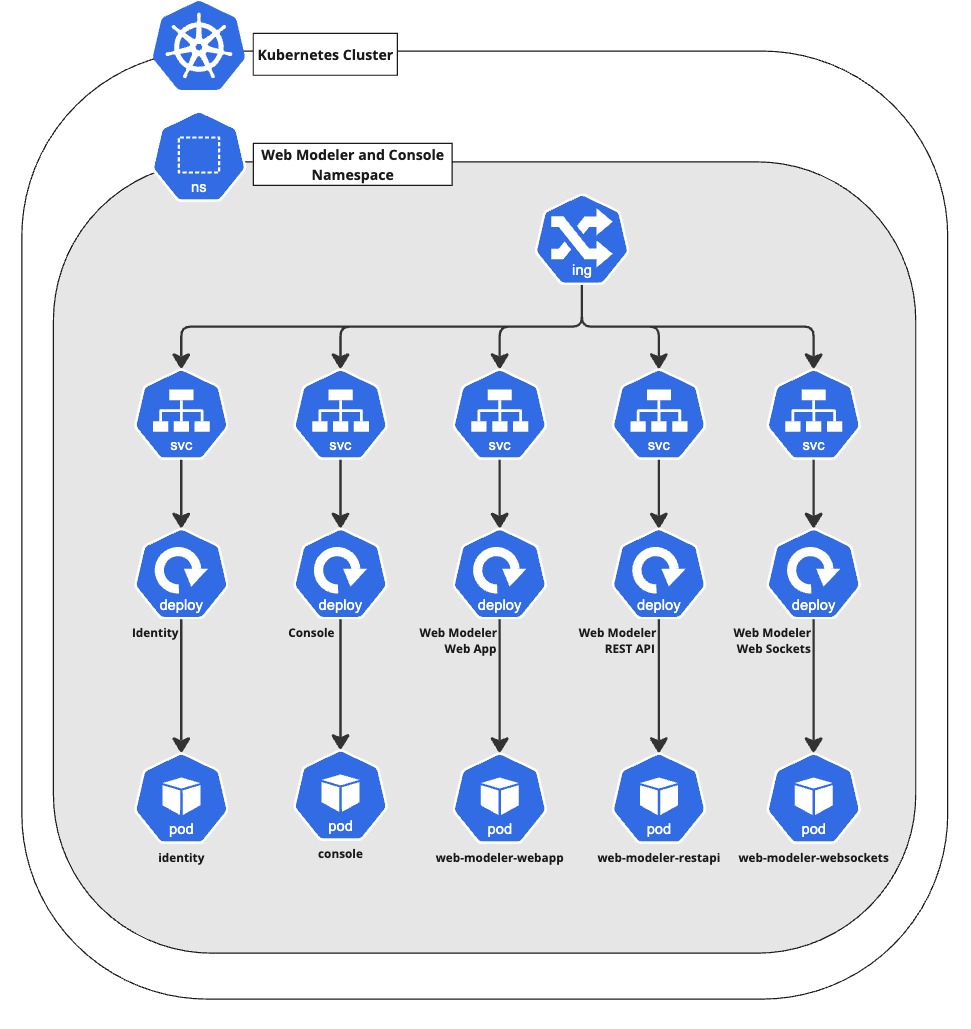 Kubernetes Cluster
Web Modeler and Console
Namespace
ns
ing
svc
svc
svc
svc
svc
deploy
deploy
deploy
deploy
deploy
Identity
Console
Web Modeler
Web App
Web Modeler
REST API
Web Modeler
Web Sockets
pod
pod
pod
pod
pod
identity
console
web-modeler-webapp
web-modeler-restapi
web-modeler-websockets